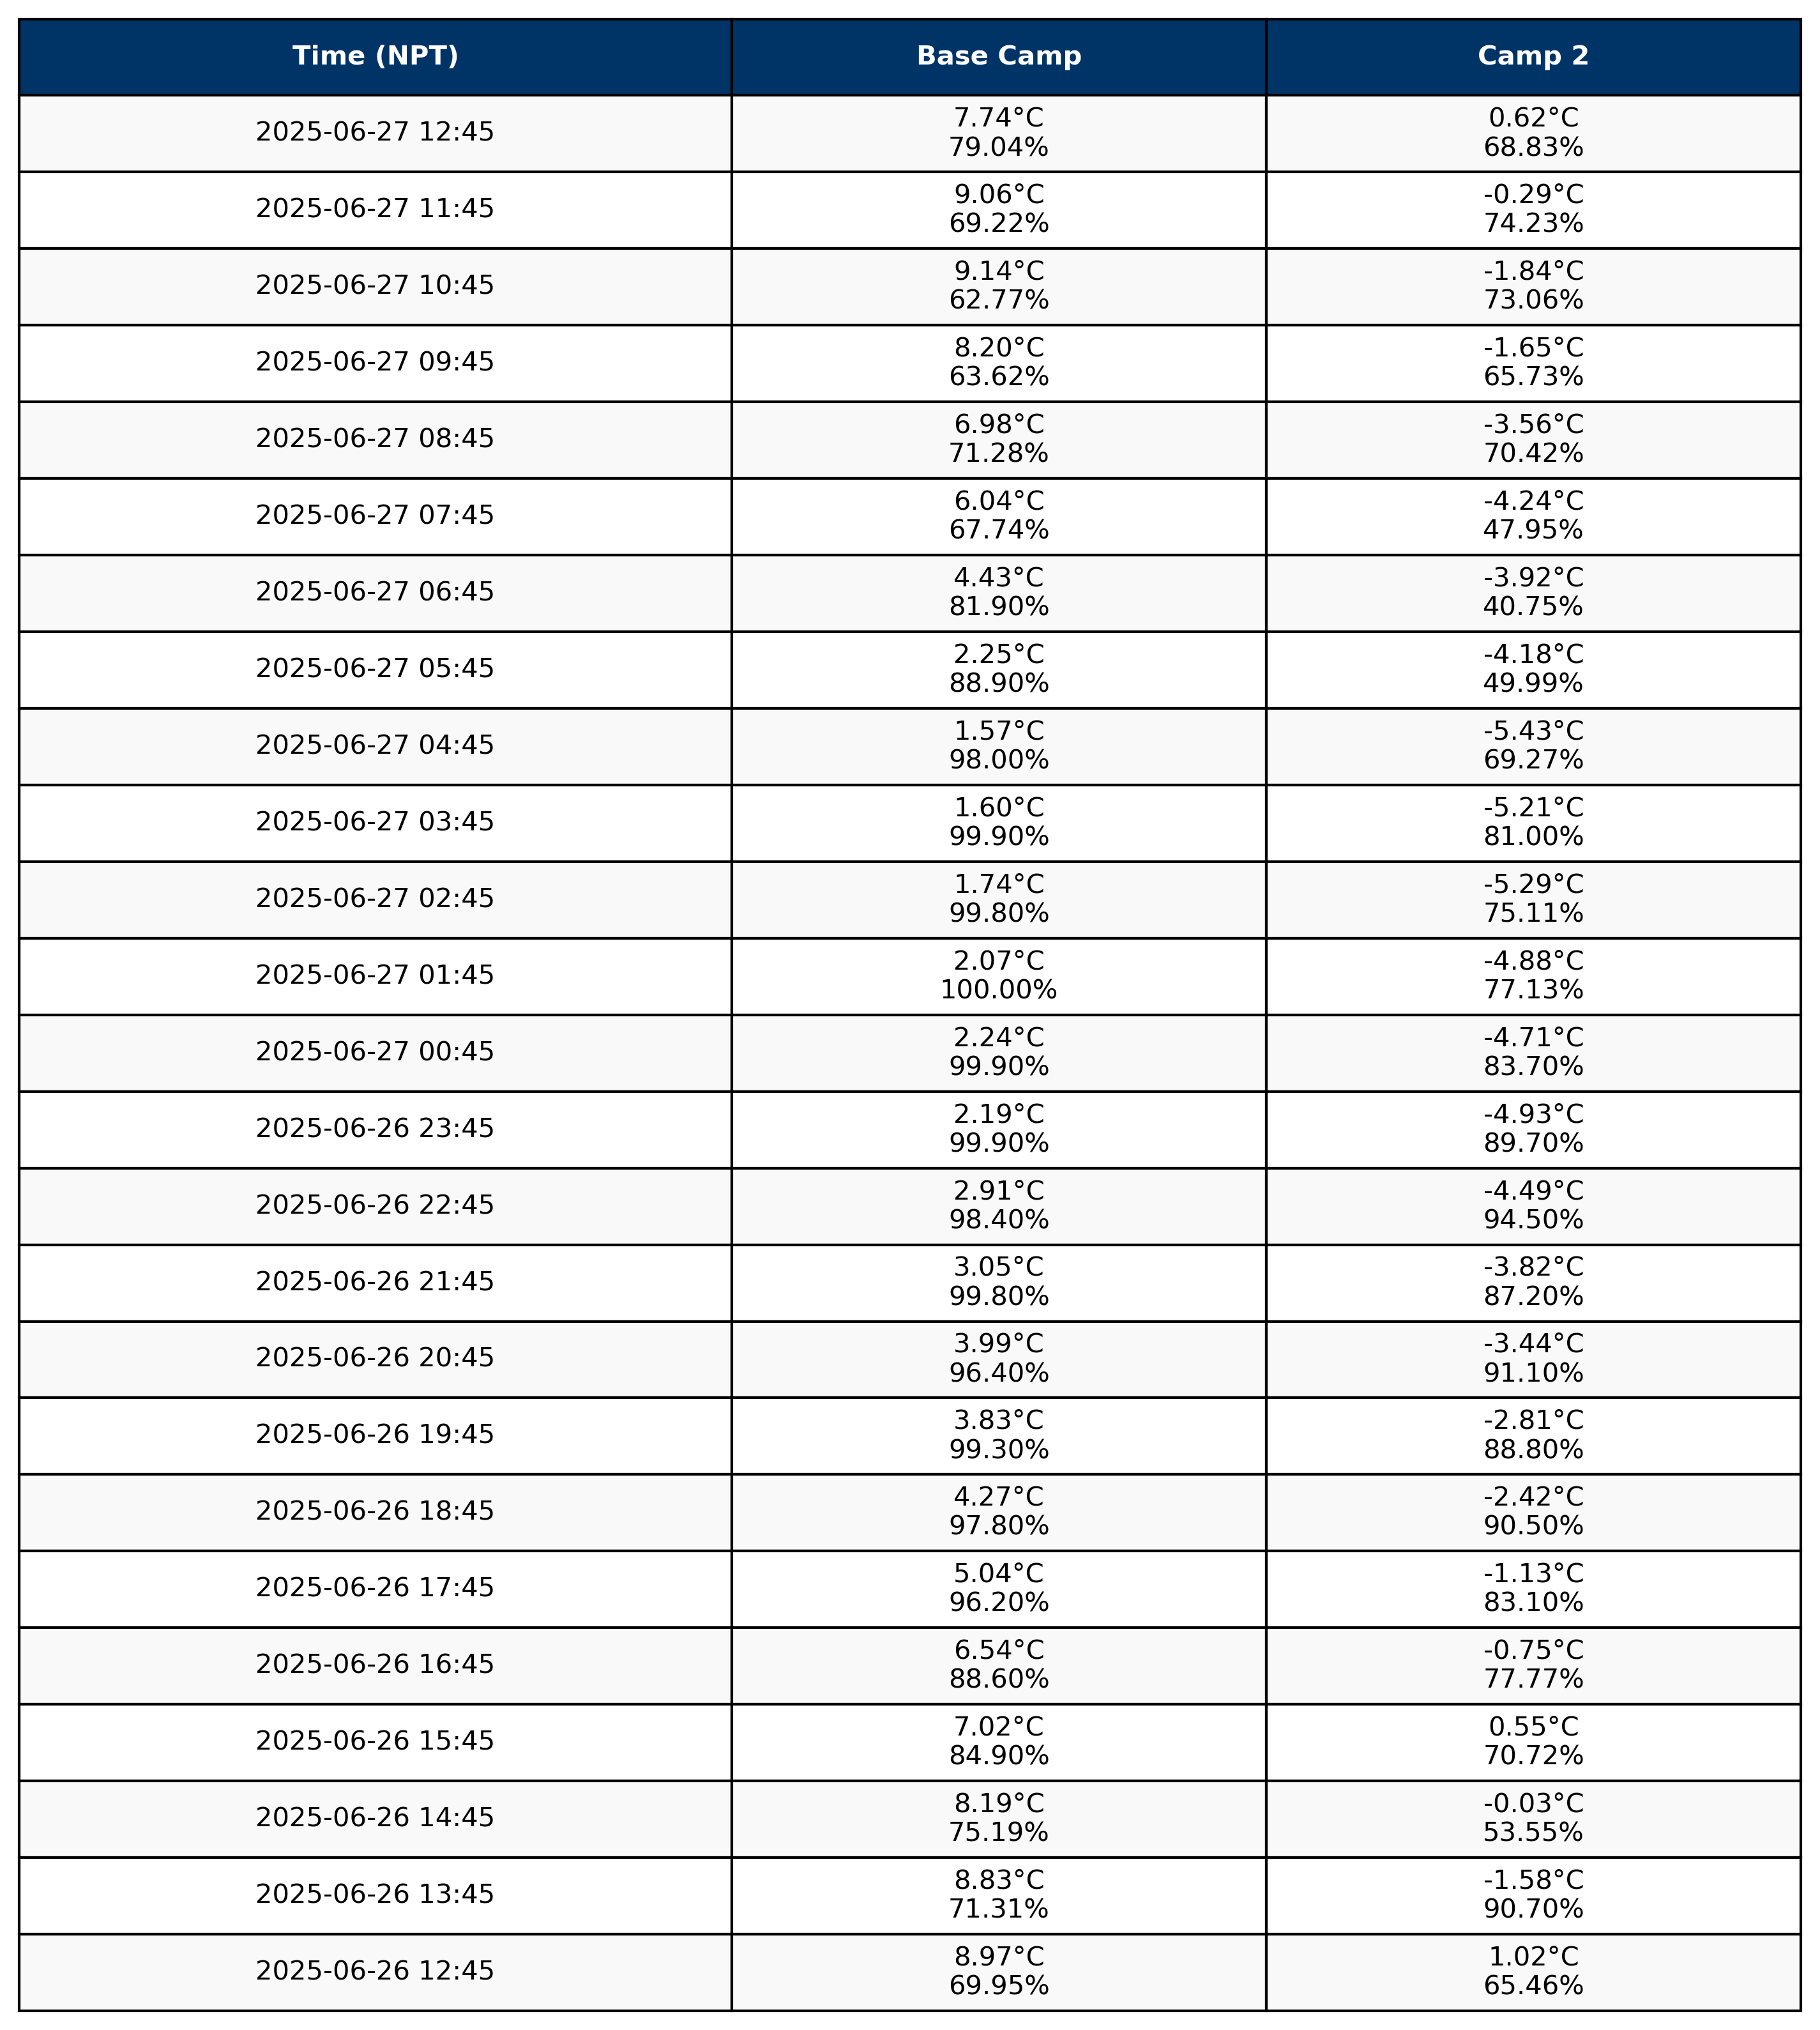 Time (NPT) Base Camp Camp 2
2025-06-27 12:45 7.74°C 0.62°C
79.04% 68.83%
2025-06-27 11:45 9.06°C -0.29°C
69.22% 74.23%
2025-06-27 10:45 9.14°C -1.84°C
62.77% 73.06%
2025-06-27 09:45 8.20°C -1.65°C
63.62% 65.73%
2025-06-27 08:45 6.98°C -3.56°C
71.28% 70.42%
2025-06-27 07:45 6.04°C -4.24°C
67.74% 47.95%
2025-06-27 06:45 4.43°C -3.92°C
81.90% 40.75%
2025-06-27 05:45 2.25°C -4.18°C
88.90% 49.99%
2025-06-27 04:45 1.57°C -5.43°C
98.00% 69.27%
2025-06-27 03:45 1.60°C -5.21°C
99.90% 81.00%
2025-06-27 02:45 1.74°C -5.29°C
99.80% 75.11%
2025-06-27 01:45 2.07°C -4.88°C
100.00% 77.13%
2025-06-27 00:45 2.24°C -4.71°C
99.90% 83.70%
2025-06-26 23:45 2.19°C -4.93°C
99.90% 89.70%
2025-06-26 22:45 2.91°C -4.49°C
98.40% 94.50%
2025-06-26 21:45 3.05°C -3.82°C
99.80% 87.20%
2025-06-26 20:45 3.99°C -3.44°C
96.40% 91.10%
2025-06-26 19:45 3.83°C -2.81°C
99.30% 88.80%
2025-06-26 18:45 4.27°C -2.42°C
97.80% 90.50%
2025-06-26 17:45 5.04°C -1.13°C
96.20% 83.10%
2025-06-26 16:45 6.54°C -0.75°C
88.60% 77.77%
2025-06-26 15:45 7.02°C 0.55°C
84.90% 70.72%
2025-06-26 14:45 8.19°C -0.03°C
75.19% 53.55%
2025-06-26 13:45 8.83°C -1.58°C
71.31% 90.70%
2025-06-26 12:45 8.97°C 1.02°C
69.95% 65.46%